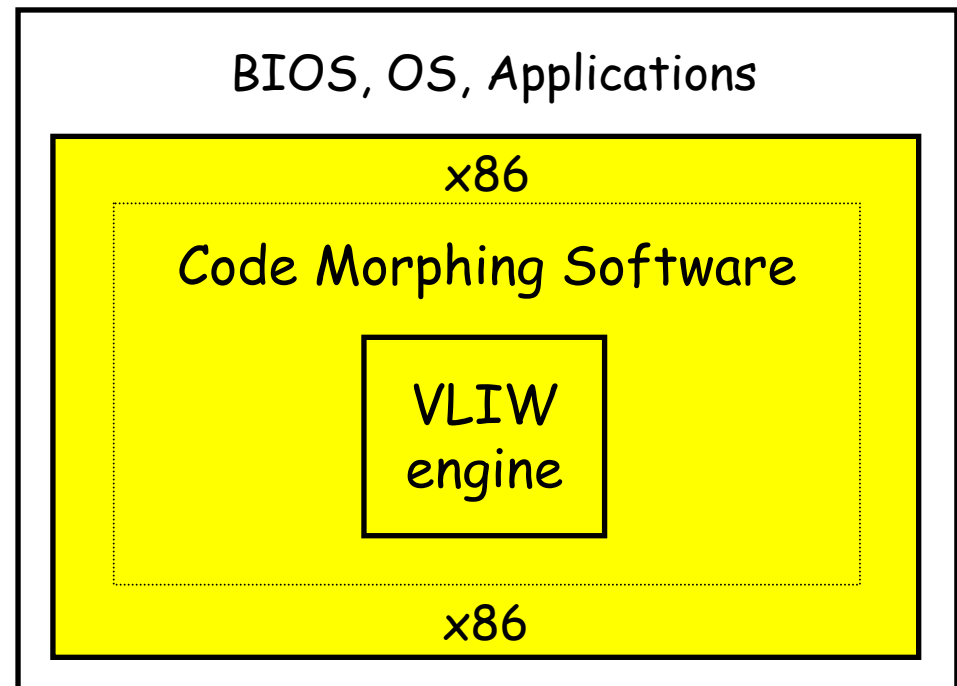 BIOS, OS, Applications
x86
Code Morphing Software
VLIW
engine
x86